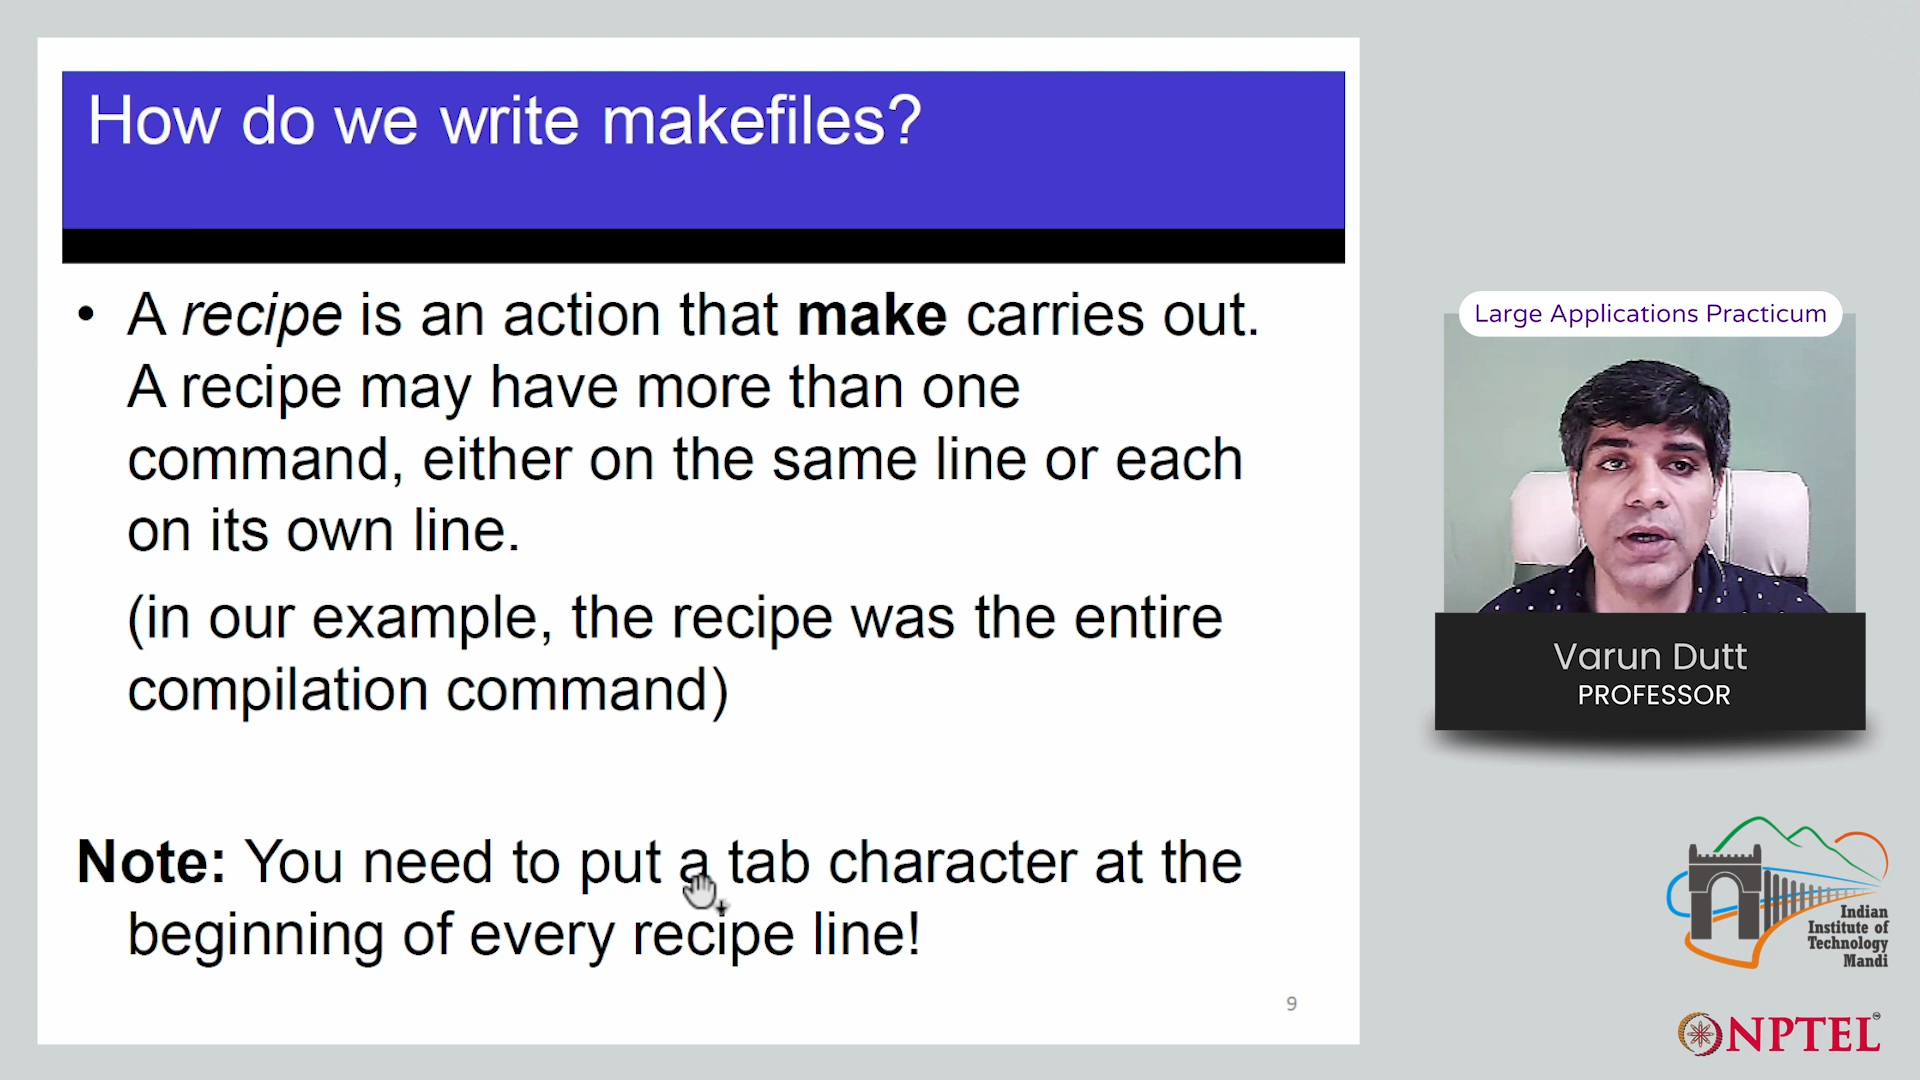 How do we write makefiles?
• A recipe is an action that make carries out.
A recipe may have more than one
command, either on the same line or each
on its own line.
(in our example, the recipe was the entire
compilation command)
Note: You need to put a tab character at the
beginning of every recipe line!
9
Large Applications Practicum
Varun Dutt
PROFESSOR
Indian
Institute of
Technology
Mandi
NPTEL